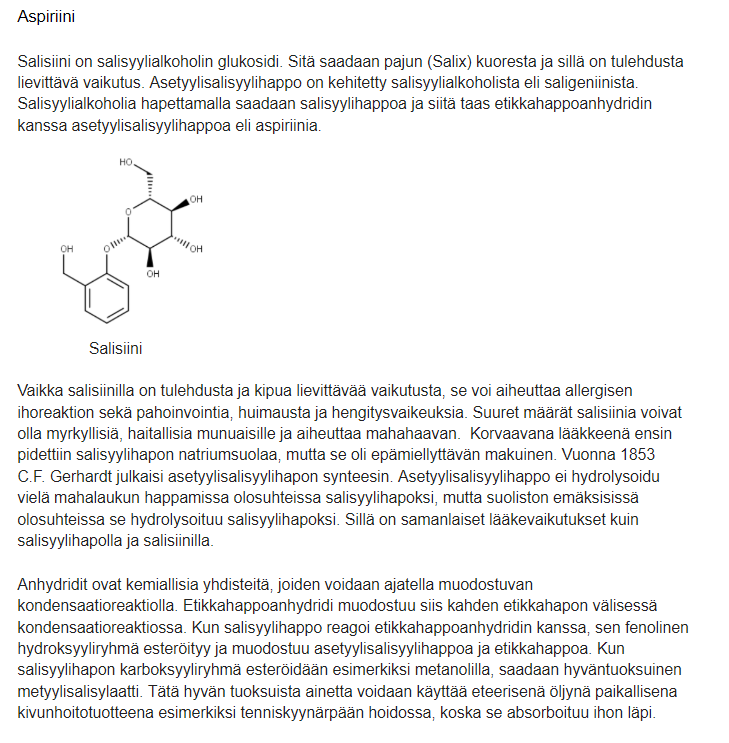 Aspiriini
Salisiini on salisyylialkoholin glukosidi. Sitä saadaan pajun (Salix) kuoresta ja sillä on tulehdusta
lievittävä vaikutus. Asetyylisalisyylihappo on kehitetty salisyylialkoholista eli saligeniinista.
Salisyylialkoholia hapettamalla saadaan salisyylihappoa ja siitä taas etikkahappoanhydridin
kanssa asetyylisalisyylihappoa eli aspiriinia.
HO
OH
O
OH
O
OH
OH
Salisiini
Vaikka salisiinilla on tulehdusta ja kipua lievittävää vaikutusta, se voi aiheuttaa allergisen
ihoreaktion sekä pahoinvointia, huimausta ja hengitysvaikeuksia. Suuret määrät salisiinia voivat
olla myrkyllisiä, haitallisia munuaisille ja aiheuttaa mahahaavan.  Korvaavana lääkkeenä ensin
pidettiin salisyylihapon natriumsuolaa, mutta se oli epämiellyttävän makuinen. Vuonna 1853
C.F. Gerhardt julkaisi asetyylisalisyylihapon synteesin. Asetyylisalisyylihappo ei hydrolysoidu
vielä mahalaukun happamissa olosuhteissa salisyylihapoksi, mutta suoliston emäksisissä
olosuhteissa se hydrolysoituu salisyylihapoksi. Sillä on samanlaiset lääkevaikutukset kuin
salisyylihapolla ja salisiinilla.
Anhydridit ovat kemiallisia yhdisteitä, joiden voidaan ajatella muodostuvan
kondensaatioreaktiolla. Etikkahappoanhydridi muodostuu siis kahden etikkahapon välisessä
kondensaatioreaktiossa. Kun salisyylihappo reagoi etikkahappoanhydridin kanssa, sen fenolinen
hydroksyyliryhmä esteröityy ja muodostuu asetyylisalisyylihappoa ja etikkahappoa. Kun
salisyylihapon karboksyyliryhmä esteröidään esimerkiksi metanolilla, saadaan hyväntuoksuinen
metyylisalisylaatti. Tätä hyvän tuoksuista ainetta voidaan käyttää eteerisenä öljynä paikallisena
kivunhoitotuotteena esimerkiksi tenniskyynärpään hoidossa, koska se absorboituu ihon läpi.